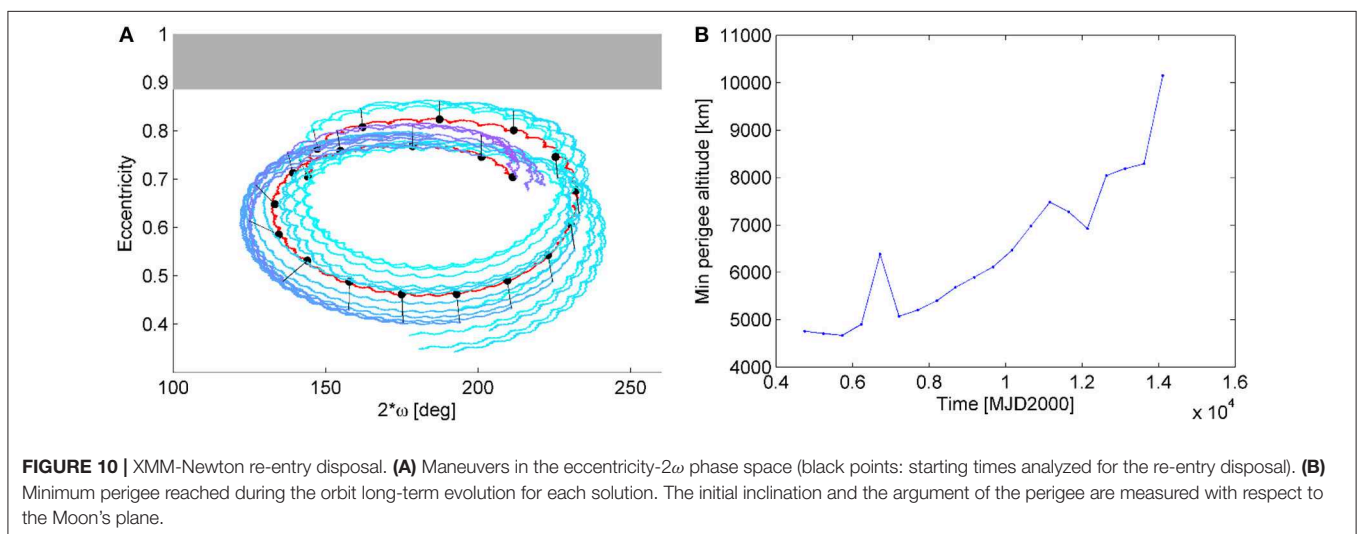 A
1
0.9
0.8
0.7
0.6
0.5
0.4
Eccentricity
100
150
200
250
2*ω [deg]
B
11000
10000
9000
8000
7000
6000
5000
4000
Min perigee altitude [km]
0.4
0.6
0.8
1
1.2
1.4
1.6
Time [MJD2000]
x 10^4
FIGURE 10 | XMM-Newton re-entry disposal. (A) Maneuvers in the eccentricity-2ω phase space (black points: starting times analyzed for the re-entry disposal). (B)
Minimum perigee reached during the orbit long-term evolution for each solution. The initial inclination and the argument of the perigee are measured with respect to
the Moon's plane.